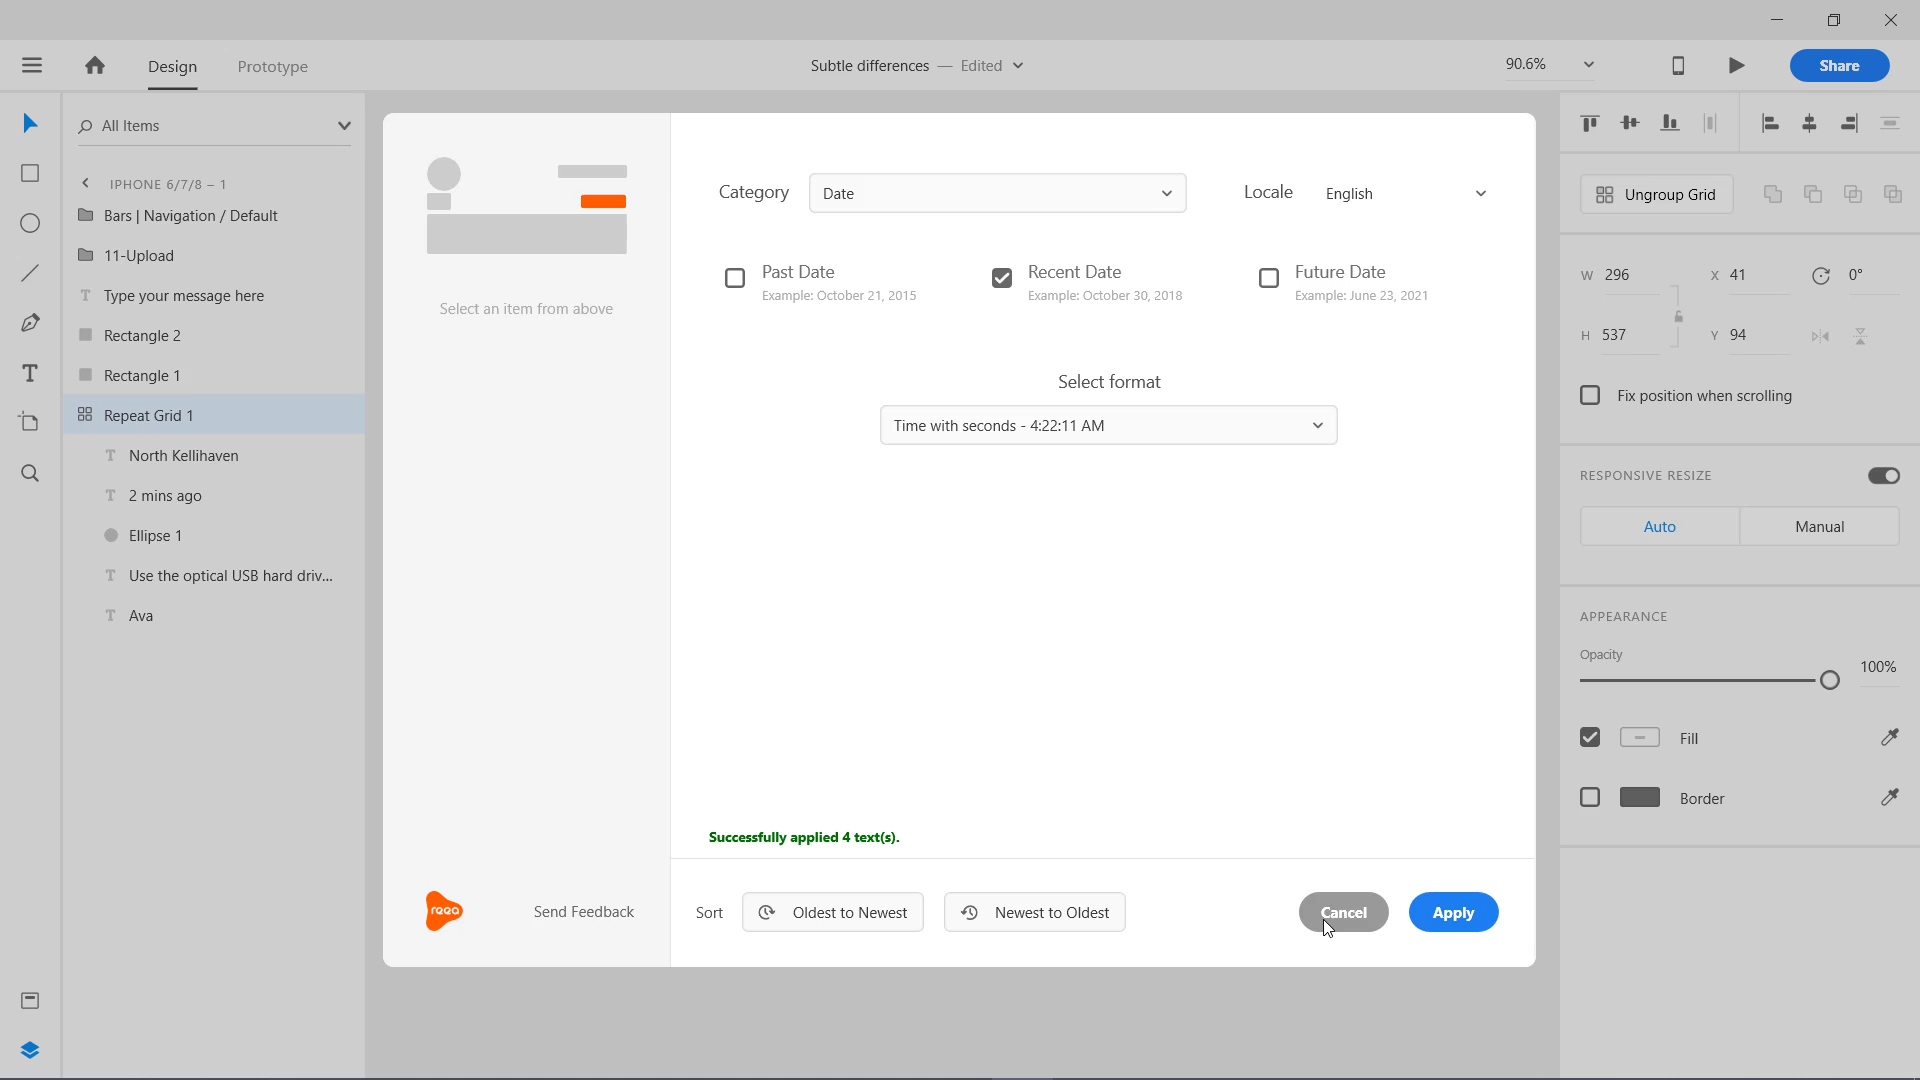 Design
Prototype
Subtle differences — Edited
90.6%
Share
All Items
IPHONE 6/7/8 – 1
Bars | Navigation / Default
11-Upload
Type your message here
Rectangle 2
Rectangle 1
Repeat Grid 1
North Kellihaven
2 mins ago
Ellipse 1
Use the optical USB hard driv...
Ava
Select an item from above
reea
Send Feedback
Category
Date
Locale
English
Past Date
Example: October 21, 2015
Recent Date
Example: October 30, 2018
Future Date
Example: June 23, 2021
Select format
Time with seconds - 4:22:11 AM
Successfully applied 4 text(s).
Sort
Oldest to Newest
Newest to Oldest
Cancel
Apply
Ungroup Grid
W 296
X 41
0°
H 537
Y 94
Fix position when scrolling
RESPONSIVE RESIZE
Auto
Manual
APPEARANCE
Opacity
100%
Fill
Border